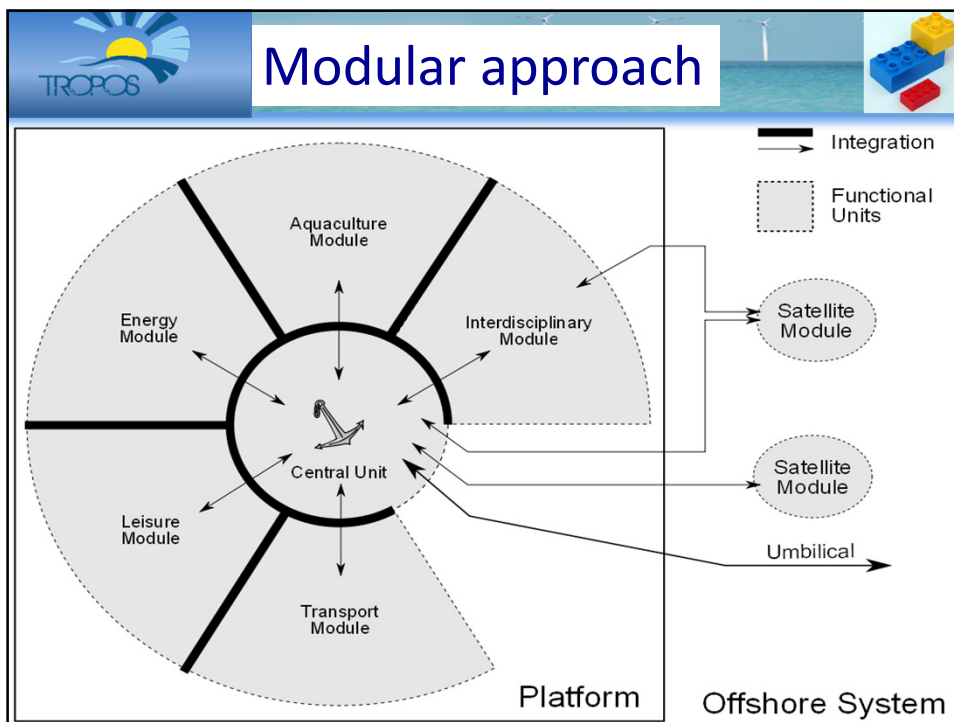 TROPOS
Modular approach
Integration
Functional
Units
Aquaculture
Module
Energy
Module
Interdisciplinary
Module
Satellite
Module
Central Unit
Satellite
Module
Leisure
Module
Umbilical
Transport
Module
Platform
Offshore System